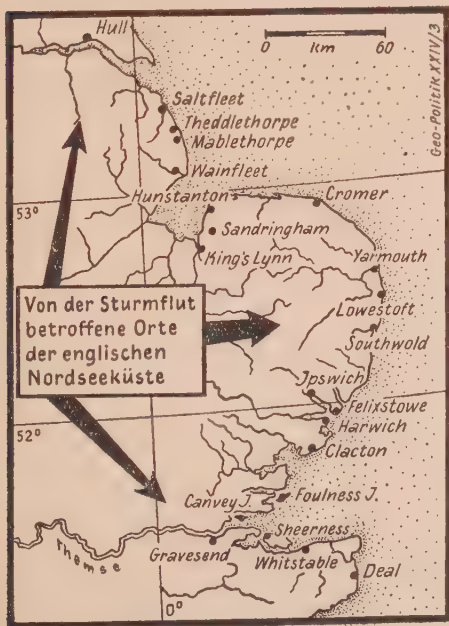 Hull
0 60
Km
Geo-Politik XXIV/3
Saltfleet
Theddlethorpe
Mablethorpe
Wainfleet
Hunstanton
Cromer
53°
Sandringham
King's Lynn
Yarmouth
Von der Sturmflut
betroffene Orte
der englischen
Nordseeküste
Lowestoft
Southwold
Jpswich
Felixstowe
Harwich
52°
Clacton
Canvey J.
Foulness J.
Sheerness
Gravesend
Themse
Whitstable
Deal
0°